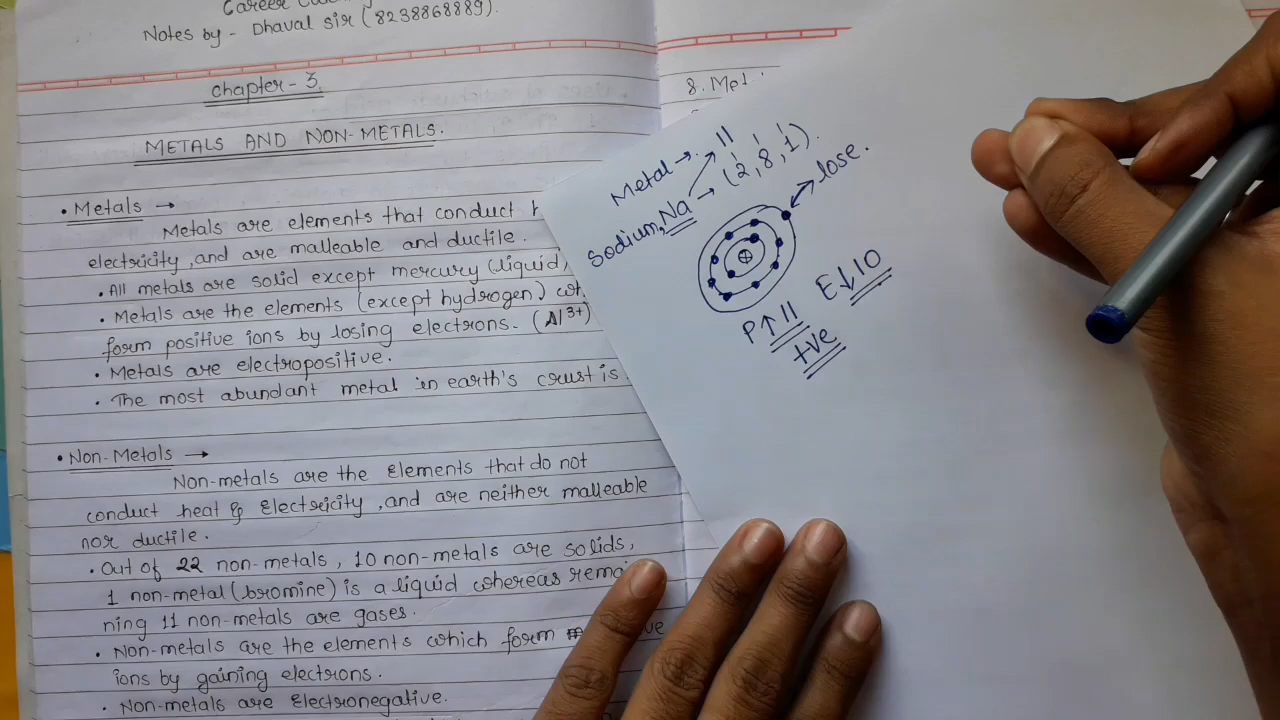 Notes by - Dhaval sir (8238868889).
chapter - 3.
METALS AND NON-METALS.
• Metals →
Metals are elements that conduct
electricity, and are malleable and ductile.
• All metals are solid except mercury (liquid)
• Metals are the elements (except hydrogen)
form positive ions by losing electrons. (Al³⁺)
• Metals are electropositive.
• The most abundant metal in earth's crust is
• Non-Metals →
Non-metals are the elements that do not
conduct heat & Electricity, and are neither malleable
nor ductile.
• Out of 22 non-metals, 10 non-metals are solids,
1 non-metal (bromine) is a liquid whereas remai
ning 11 non-metals are gases.
• Non-metals are the elements which form
ions by gaining electrons.
• Non-metals are Electronegative.
8. Met
Metal → 11
Sodium, Na → (2, 8, 1).
lose.
+
P↑11 E↓10
+ve